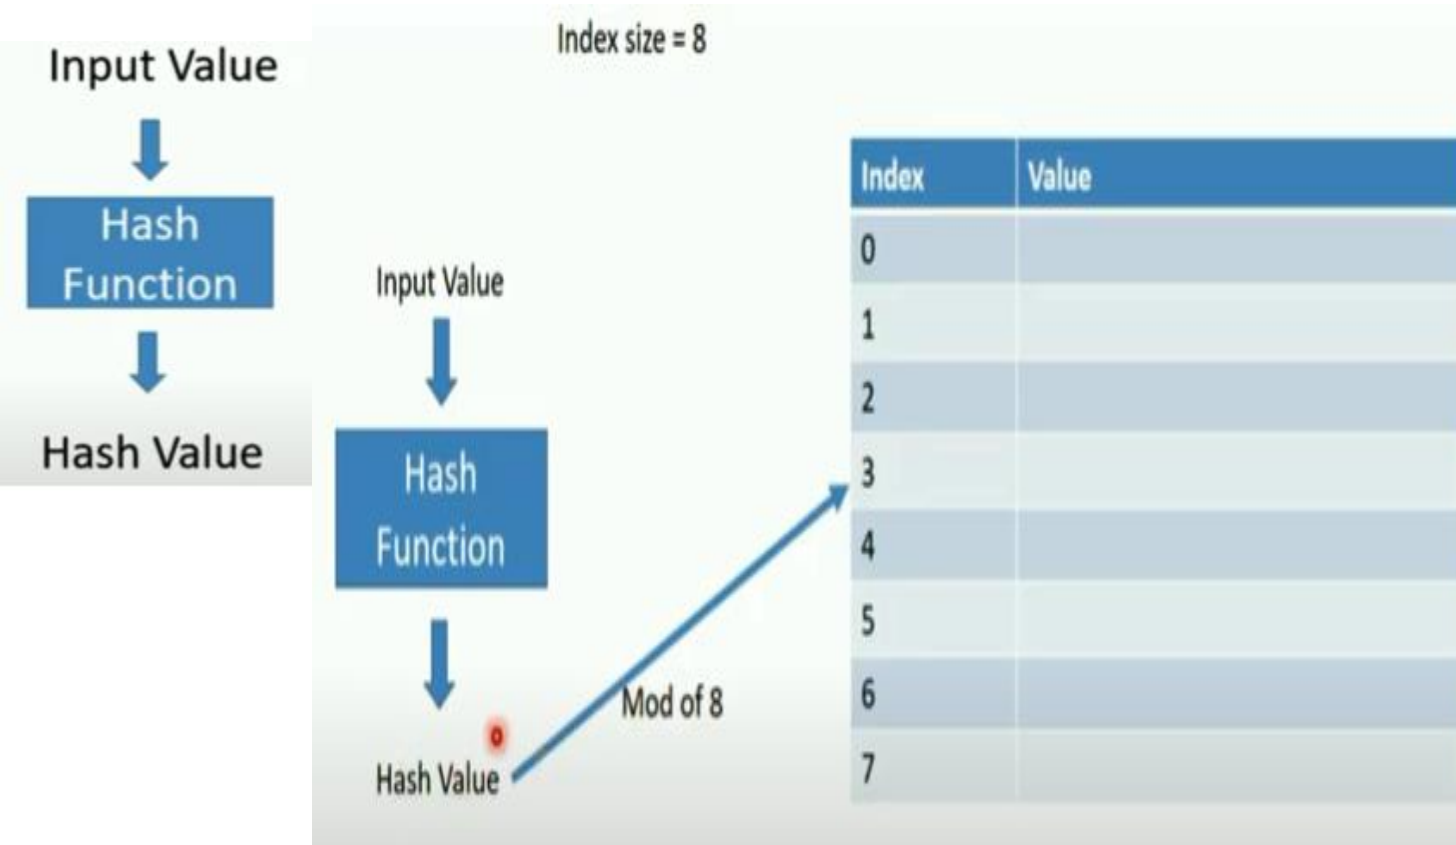 Input Value
Hash
Function
Hash Value
Index size = 8
Input Value
Hash
Function
Hash Value
Mod of 8
Index Value
0
1
2
3
4
5
6
7